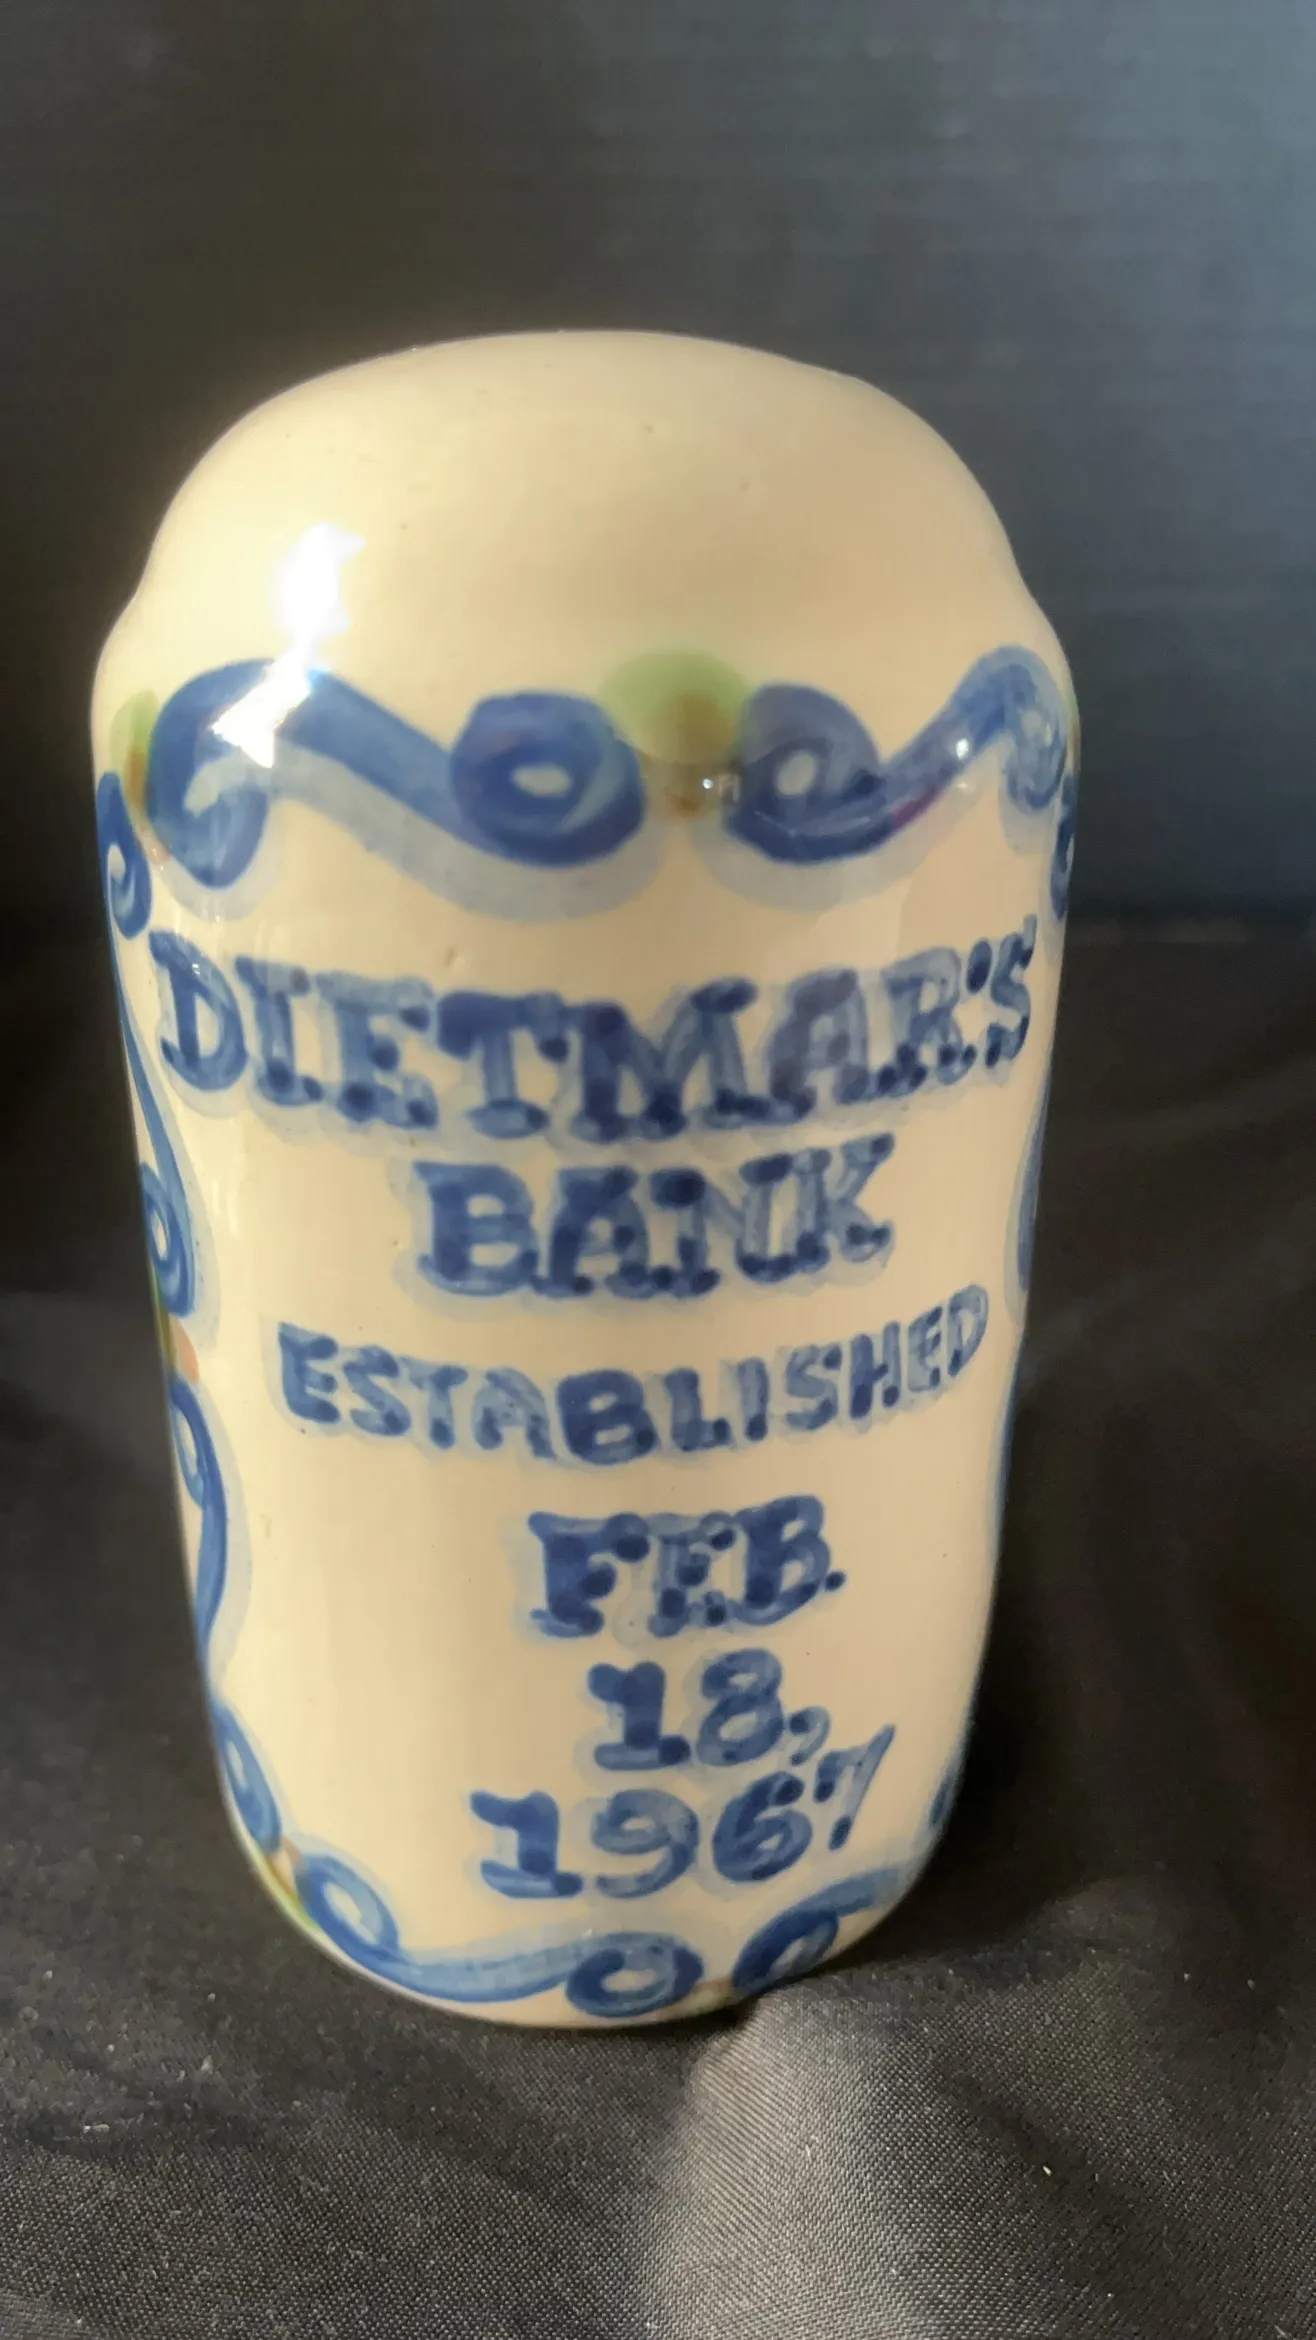 DIETMAR'S
BANK
ESTABLISHED
FEB.
18,
1967